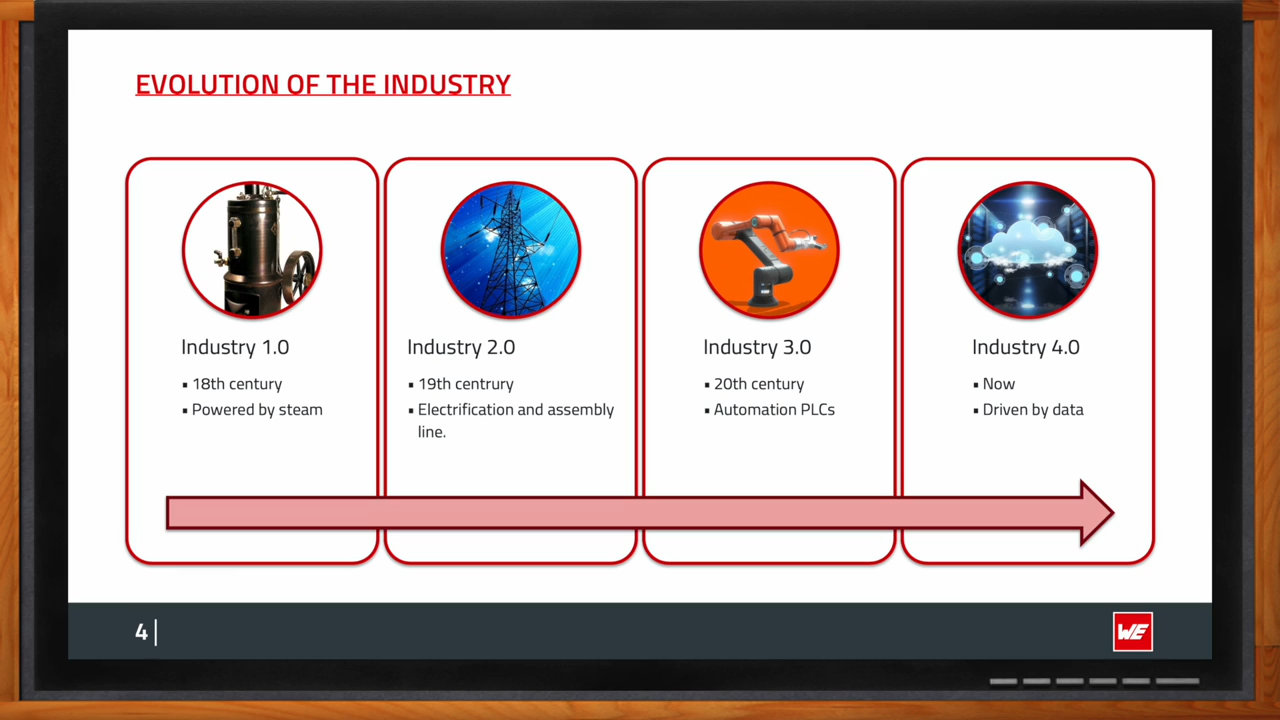 EVOLUTION OF THE INDUSTRY
Industry 1.0
▪ 18th century
▪ Powered by steam
Industry 2.0
▪ 19th centrury
▪ Electrification and assembly
line.
Industry 3.0
▪ 20th century
▪ Automation PLCs
Industry 4.0
▪ Now
▪ Driven by data
4
WE